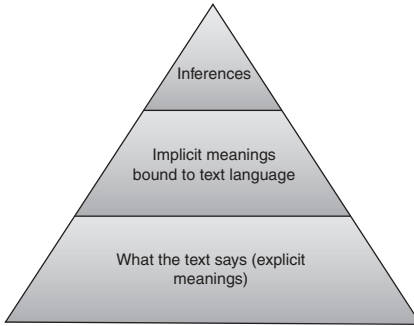 Inferences
Implicit meanings
bound to text language
What the text says (explicit
meanings)